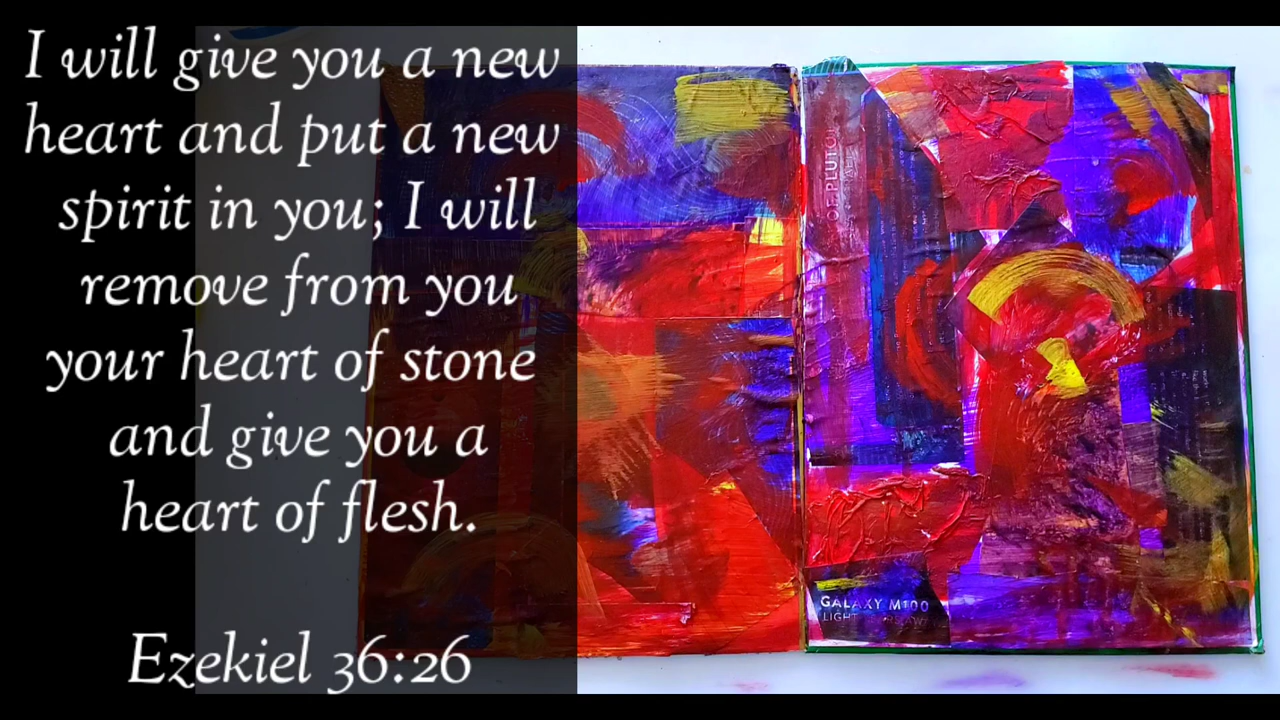 I will give you a new
heart and put a new
spirit in you; I will
remove from you
your heart of stone
and give you a
heart of flesh.
Ezekiel 36:26
OF PLUTO
GALAXY M100
LIGHT